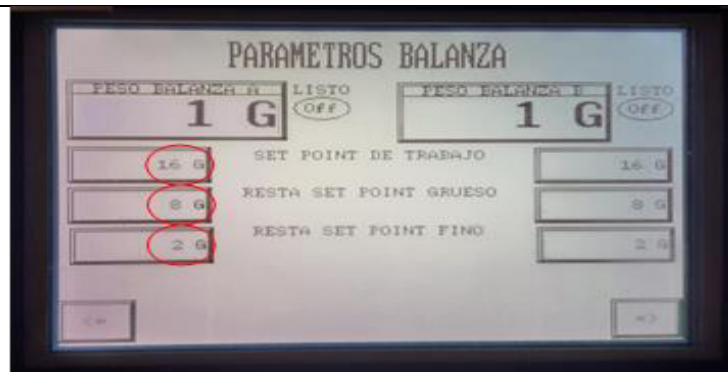 PARAMETROS BALANZA
PESO BALANZA A LISTO PESO BALANZA B LISTO
1 G Off 1 G Off
16 G SET POINT DE TRABAJO 16 G
8 G RESTA SET POINT GRUESO 8 G
2 G RESTA SET POINT FINO 2 G
<= =>